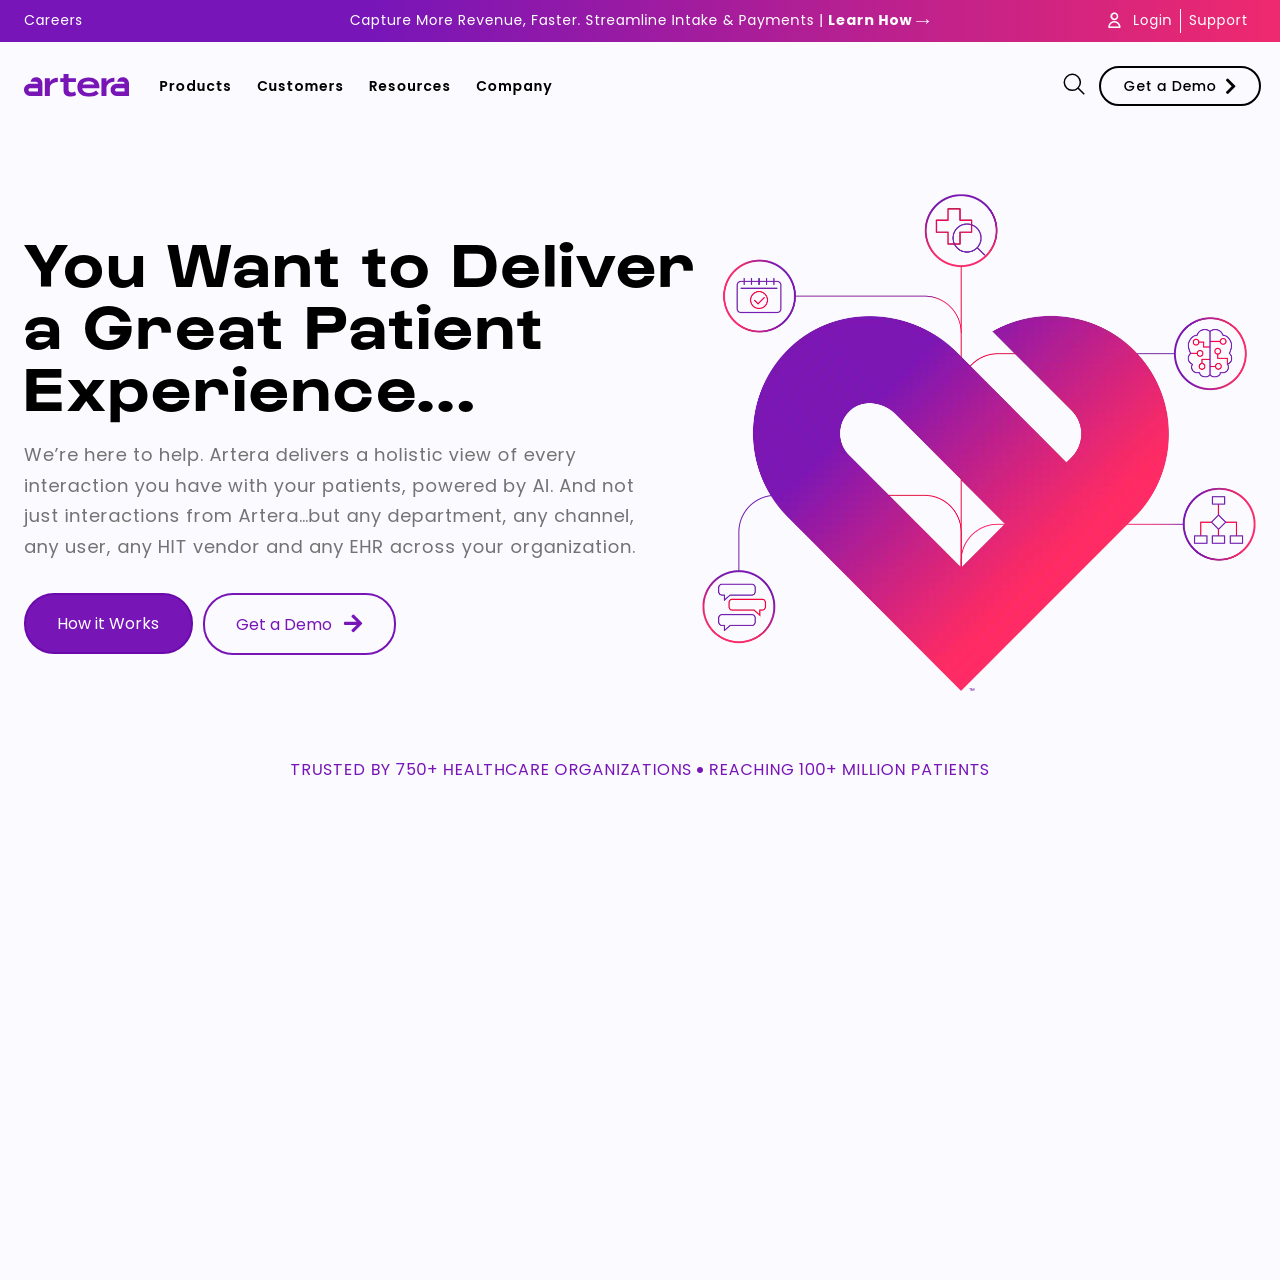 Careers
Capture More Revenue, Faster. Streamline Intake & Payments | Learn How →
Login
Support
artera
Products
Customers
Resources
Company
Get a Demo
You Want to Deliver
a Great Patient
Experience...
We’re here to help. Artera delivers a holistic view of every
interaction you have with your patients, powered by AI. And not
just interactions from Artera…but any department, any channel,
any user, any HIT vendor and any EHR across your organization.
How it Works
Get a Demo
™
TRUSTED BY 750+ HEALTHCARE ORGANIZATIONS • REACHING 100+ MILLION PATIENTS